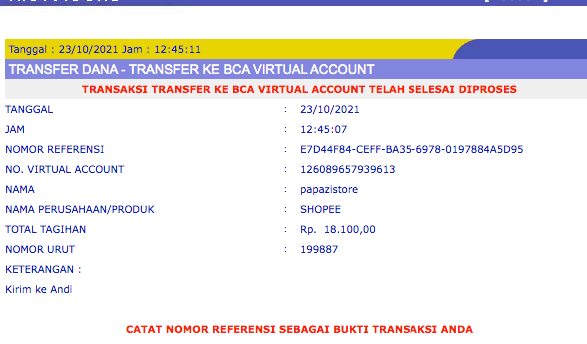 Tanggal : 23/10/2021 Jam : 12:45:11
TRANSFER DANA - TRANSFER KE BCA VIRTUAL ACCOUNT
TRANSAKSI TRANSFER KE BCA VIRTUAL ACCOUNT TELAH SELESAI DIPROSES
TANGGAL : 23/10/2021
JAM : 12:45:07
NOMOR REFERENSI : E7D44F84-CEFF-BA35-6978-0197884A5D95
NO. VIRTUAL ACCOUNT : 126089657939613
NAMA : papazistore
NAMA PERUSAHAAN/PRODUK : SHOPEE
TOTAL TAGIHAN : Rp. 18.100,00
NOMOR URUT : 199887
KETERANGAN :
Kirim ke Andi
CATAT NOMOR REFERENSI SEBAGAI BUKTI TRANSAKSI ANDA